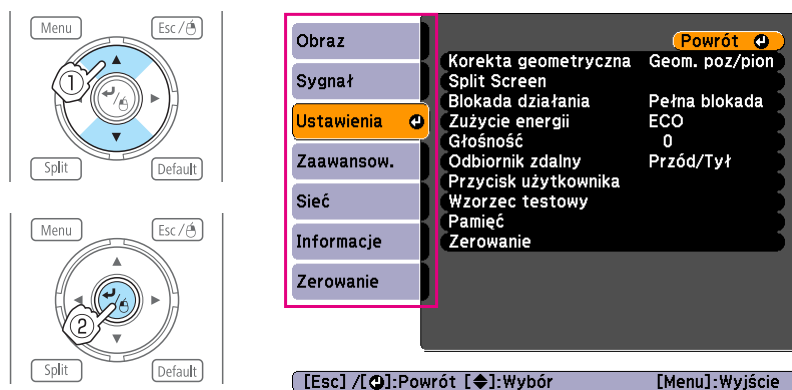 Menu
Esc/
1
Split
Default
Menu
Esc/
2
Split
Default
Obraz
Sygnał
Ustawienia
Zaawansow.
Sieć
Informacje
Zerowanie
Powrót
Korekta geometryczna Geom. poz/pion
Split Screen
Blokada działania Pełna blokada
Zużycie energii ECO
Głośność 0
Odbiornik zdalny Przód/Tył
Przycisk użytkownika
Wzorzec testowy
Pamięć
Zerowanie
[Esc] /[⏎]:Powrót [◆]:Wybór [Menu]:Wyjście